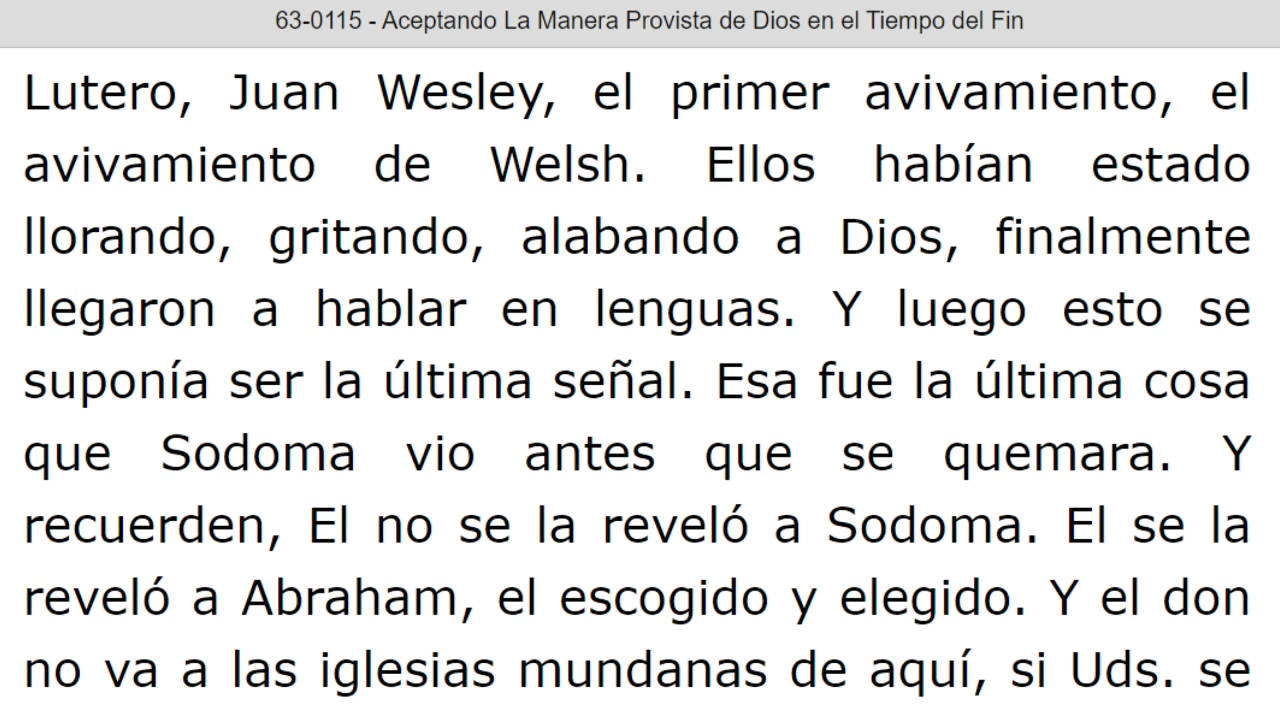 63-0115 - Aceptando La Manera Provista de Dios en el Tiempo del Fin
Lutero, Juan Wesley, el primer avivamiento, el
avivamiento de Welsh. Ellos habían estado
llorando, gritando, alabando a Dios, finalmente
llegaron a hablar en lenguas. Y luego esto se
suponía ser la última señal. Esa fue la última cosa
que Sodoma vio antes que se quemara. Y
recuerden, El no se la reveló a Sodoma. El se la
reveló a Abraham, el escogido y elegido. Y el don
no va a las iglesias mundanas de aquí, si Uds. se